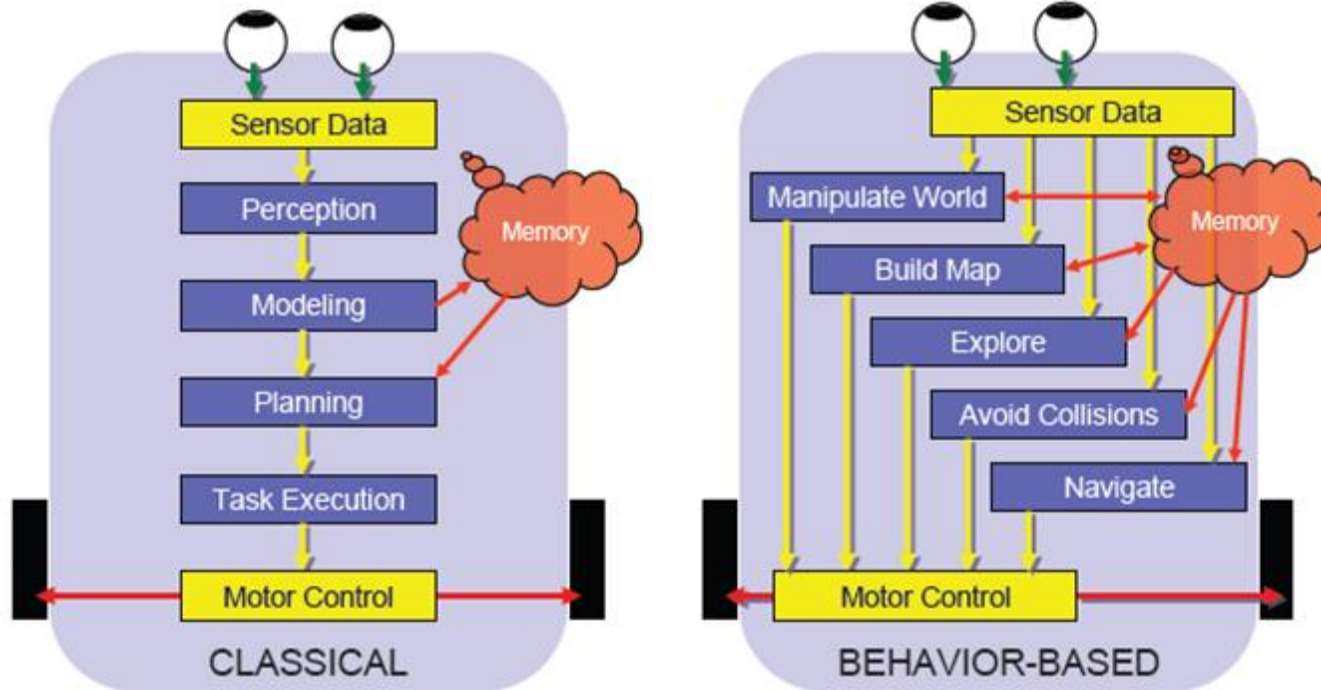 Sensor Data
Perception
Memory
Modeling
Planning
Task Execution
Motor Control
CLASSICAL
Sensor Data
Manipulate World
Memory
Build Map
Explore
Avoid Collisions
Navigate
Motor Control
BEHAVIOR-BASED